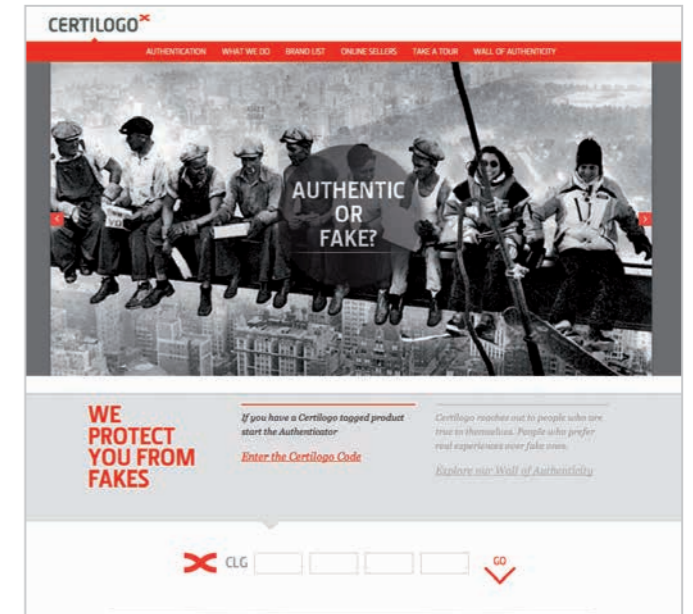 CERTILOGO
AUTHENTICATION WHAT WE DO BRAND LIST ONLINE SELLERS TAKE A TOUR WALL OF AUTHENTICITY
AUTHENTIC
OR
FAKE?
WE
PROTECT
YOU FROM
FAKES
If you have a Certilogo tagged product
start the Authenticator
Enter the Certilogo Code
Certilogo reaches out to people who are
true to themselves. People who prefer
real experiences over fake ones.
Explore our Wall of Authenticity
CLG
GO